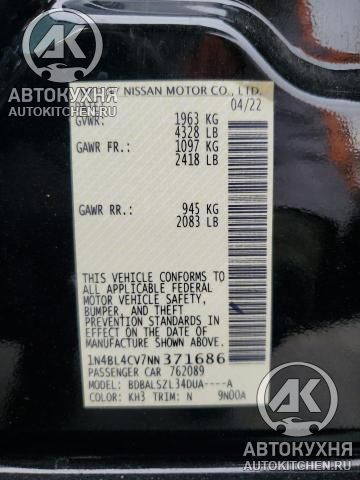 АВТОКУХНЯ
AKITCHEN.RU
NISSAN MOTOR CO., LTD.
04/22
GVWR: 1963 KG
4328 LB
GAWR FR.: 1097 KG
2418 LB
GAWR RR.: 945 KG
2083 LB
THIS VEHICLE CONFORMS TO
ALL APPLICABLE FEDERAL
MOTOR VEHICLE SAFETY,
BUMPER, AND THEFT
PREVENTION STANDARDS
IN EFFECT ON THE DATE OF
MANUFACTURE SHOWN ABOVE.
1N4BL4CV7NN371686
PASSENGER CAR 762089
MODEL: BDBALSZL34DUA----A
COLOR: KH3 TRIM: N 9N00A
АВТОКУХНЯ
AKITCHEN.RU